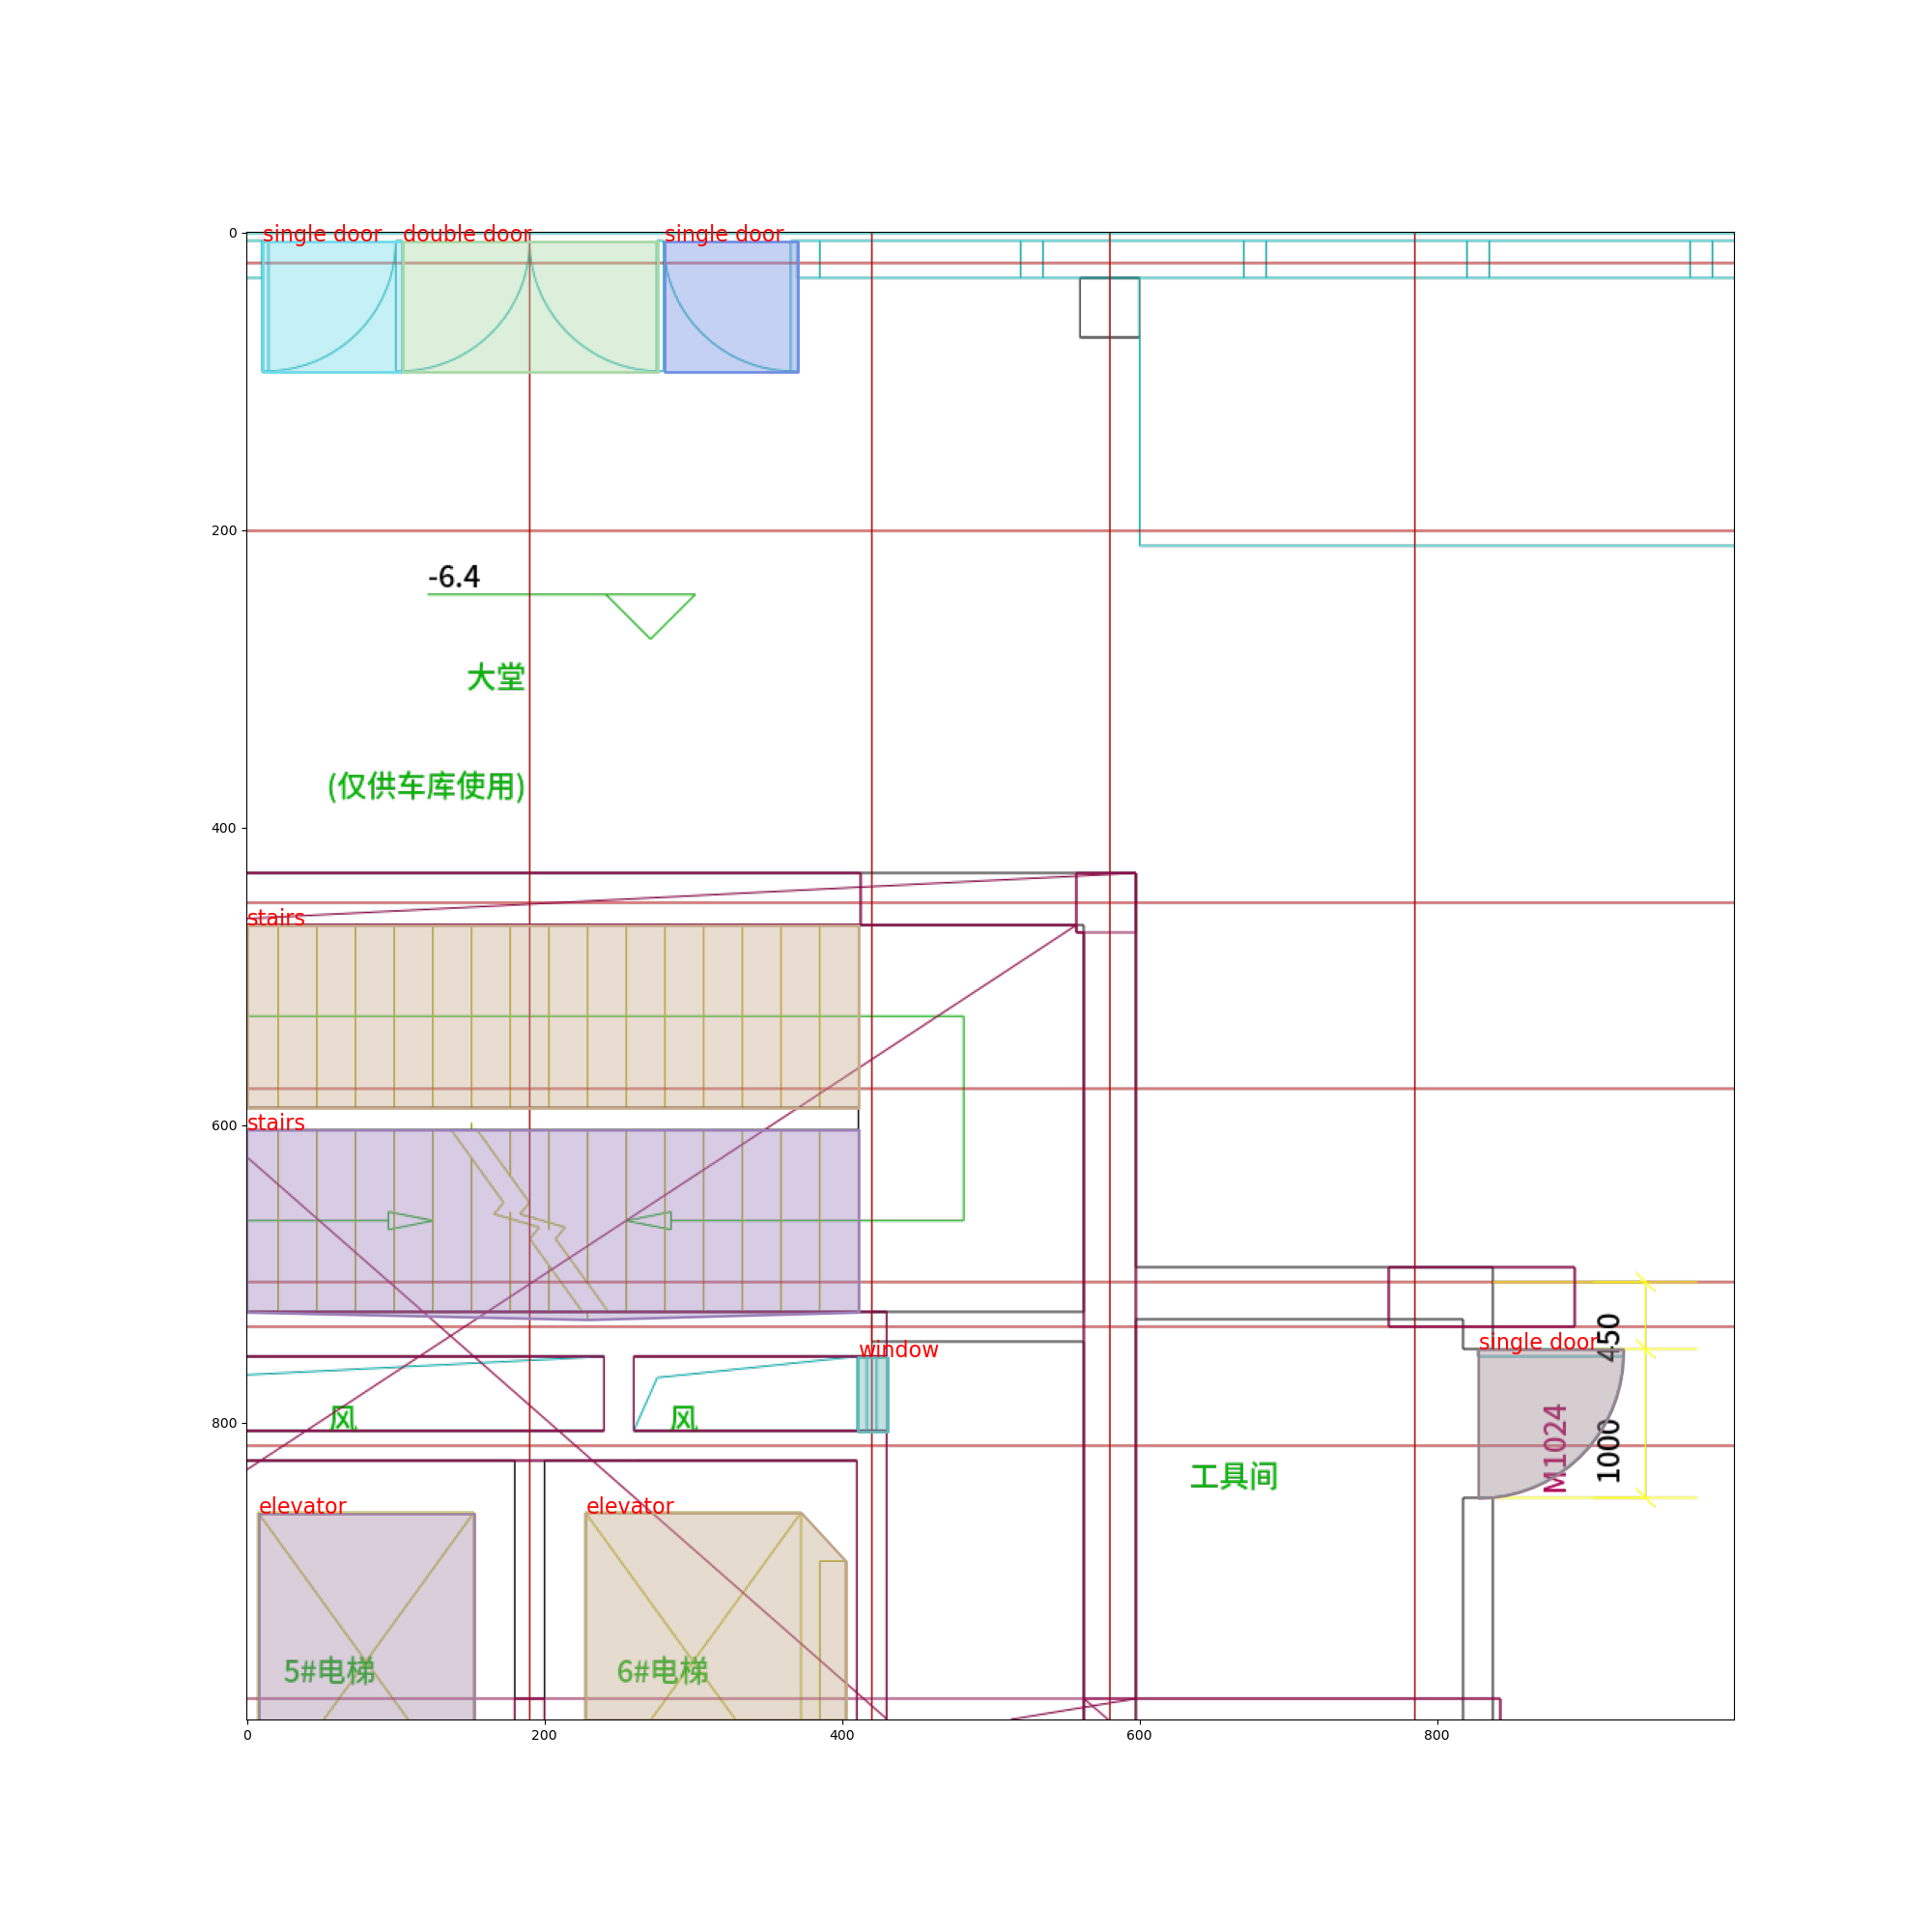 single door
double door
single door
0
200
-6.4
大堂
(仅供车库使用)
400
stairs
600
stairs
450
single door
window
800
风
风
M1024
1000
工具间
elevator
elevator
5#电梯
6#电梯
0
200
400
600
800